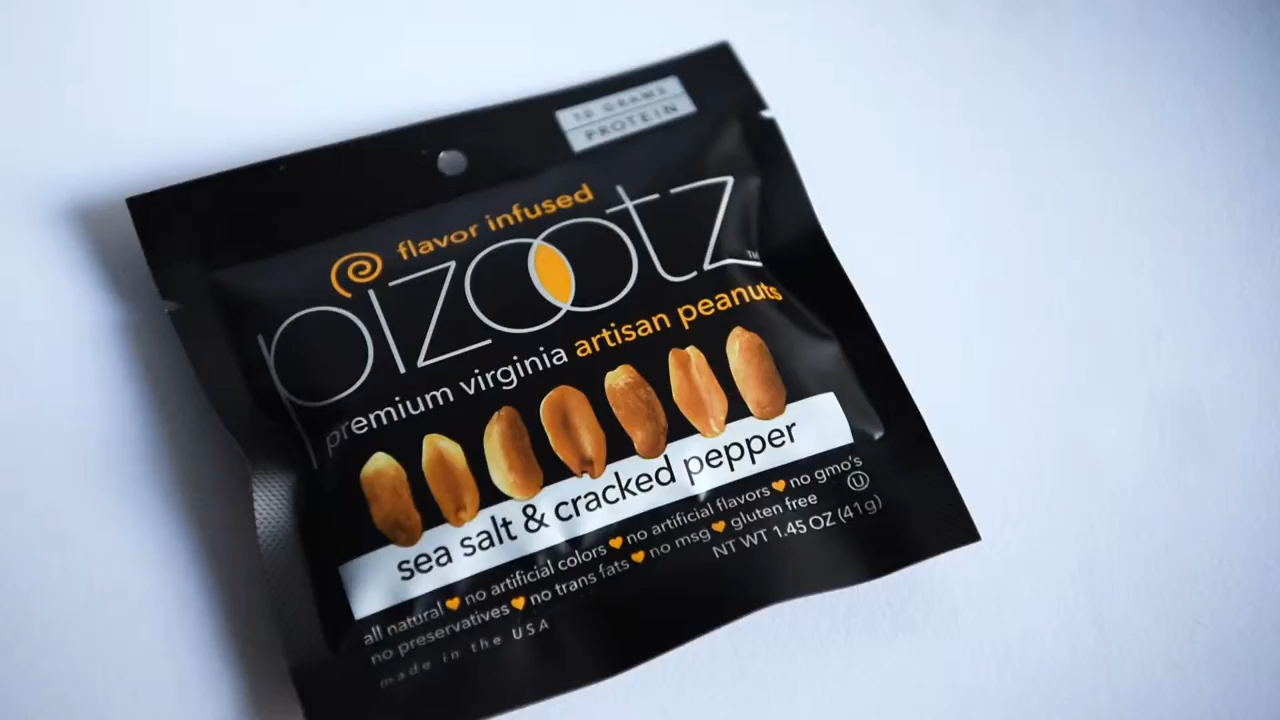 10 GRAMS
PROTEIN
flavor infused
pizootz™
premium virginia artisan peanuts
sea salt & cracked pepper
all natural no artificial colors no artificial flavors no gmo's
no preservatives no trans fats no msg gluten free U
made in the USA NT WT 1.45 OZ (41g)